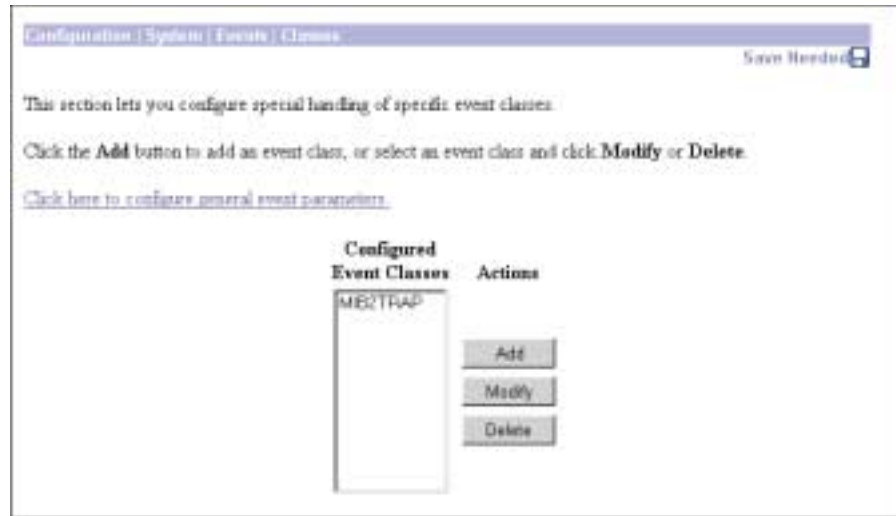 Configuration | System | Events | Classes
Save Needed
This section lets you configure special handling of specific event classes.
Click the Add button to add an event class, or select an event class and click Modify or Delete.
Click here to configure general event parameters.
Configured
Event Classes Actions
MIB2TRAP
Add
Modify
Delete